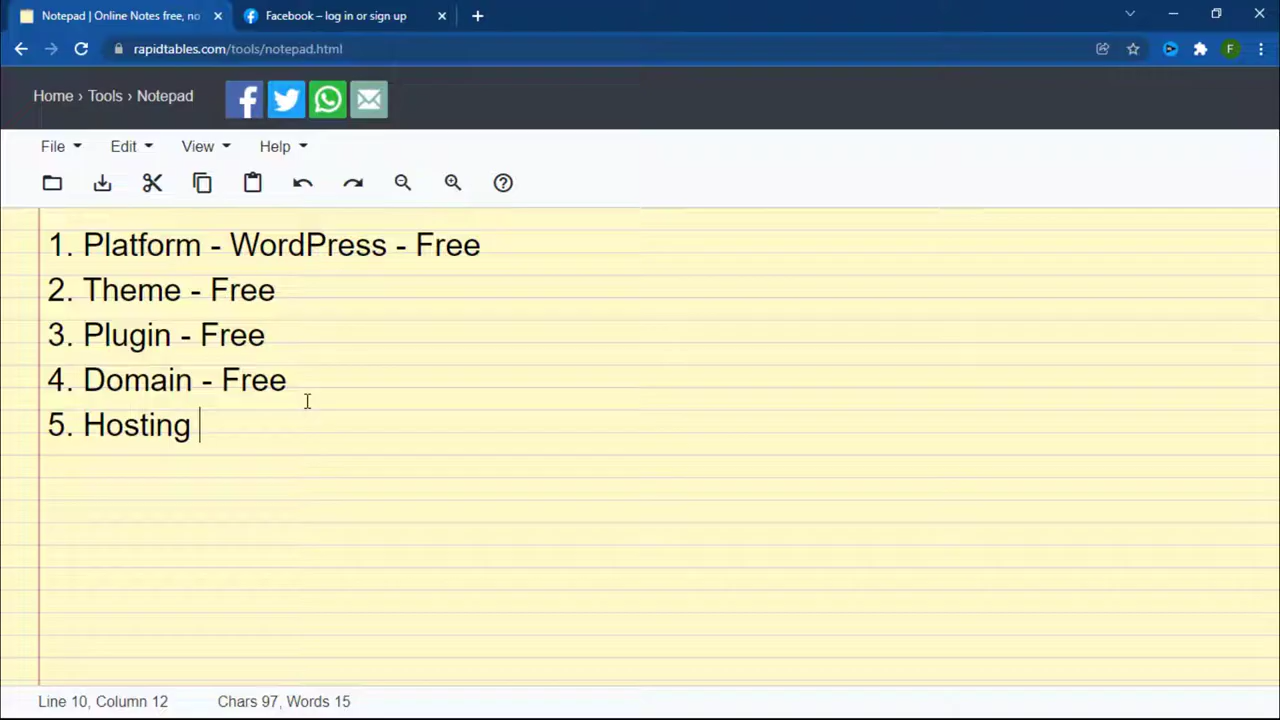 Notepad | Online Notes free, no
Facebook – log in or sign up
rapidtables.com/tools/notepad.html
F
Home › Tools › Notepad
File Edit View Help
1. Platform - WordPress - Free
2. Theme - Free
3. Plugin - Free
4. Domain - Free
5. Hosting
Line 10, Column 12 Chars 97, Words 15